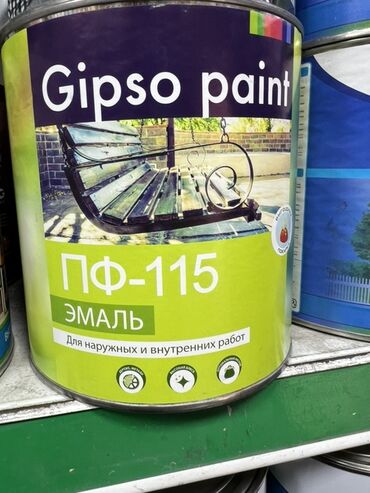 Gipso paint
ПФ-115
ЭМАЛЬ
Для наружных и внутренних работ